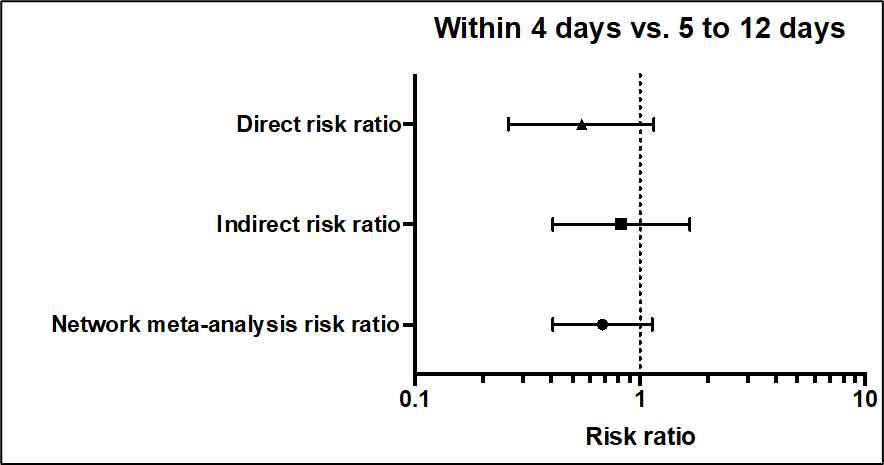 Within 4 days vs. 5 to 12 days
Direct risk ratio
Indirect risk ratio
Network meta-analysis risk ratio
0.1 1 10
Risk ratio